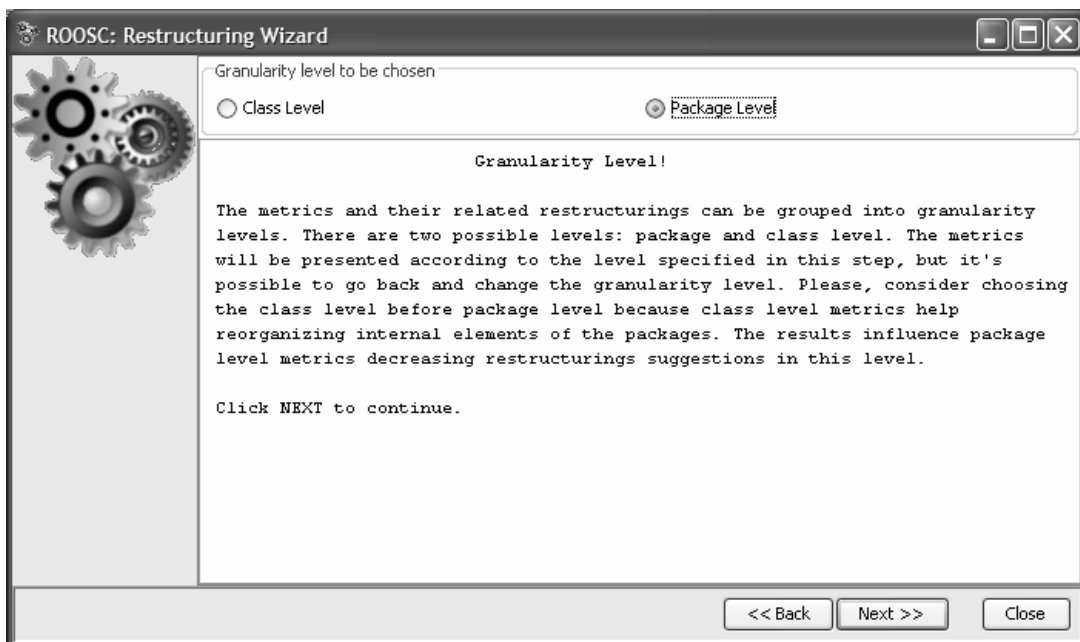 ROOSC: Restructuring Wizard
Granularity level to be chosen
Class Level
Package Level
Granularity Level!
The metrics and their related restructurings can be grouped into granularity
levels. There are two possible levels: package and class level. The metrics
will be presented according to the level specified in this step, but it's
possible to go back and change the granularity level. Please, consider choosing
the class level before package level because class level metrics help
reorganizing internal elements of the packages. The results influence package
level metrics decreasing restructurings suggestions in this level.
Click NEXT to continue.
<< Back
Next >>
Close